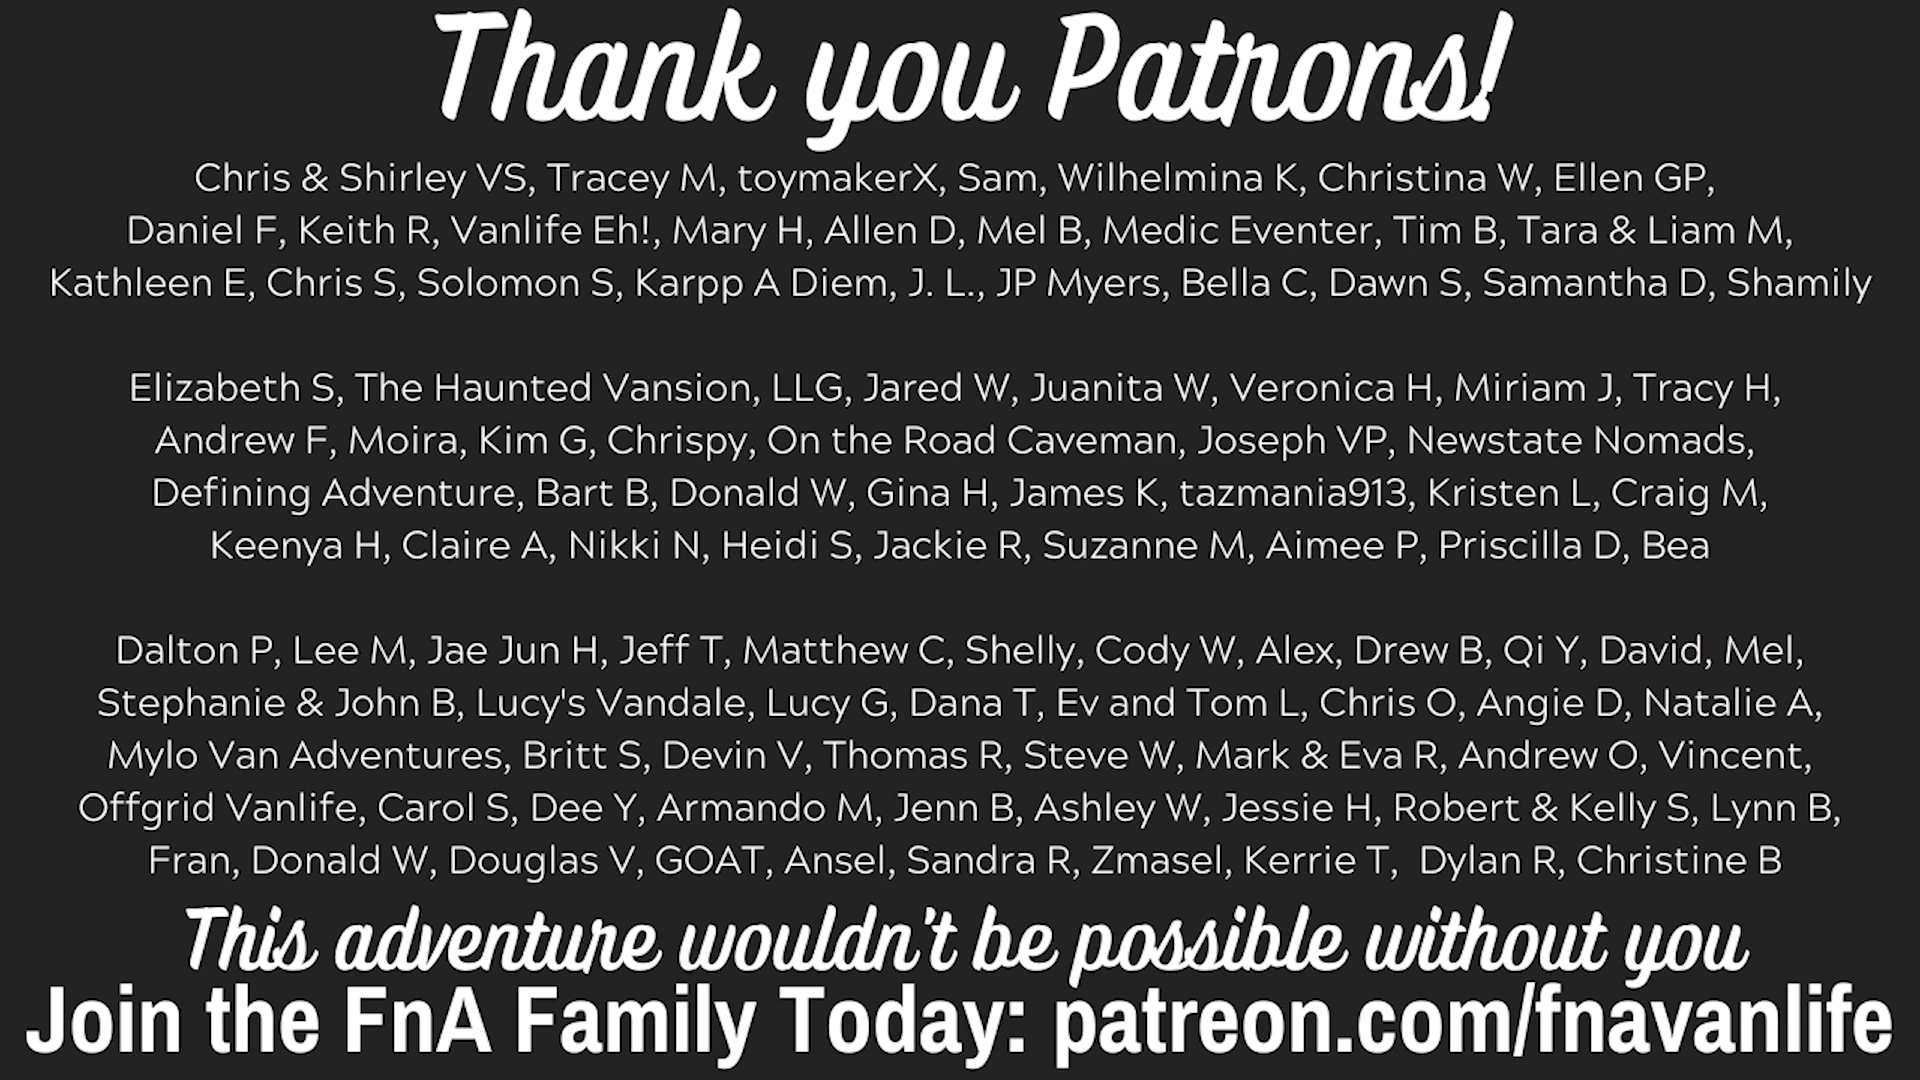 Thank you Patrons!
Chris & Shirley VS, Tracey M, toymakerX, Sam, Wilhelmina K, Christina W, Ellen GP,
Daniel F, Keith R, Vanlife Eh!, Mary H, Allen D, Mel B, Medic Eventer, Tim B, Tara & Liam M,
Kathleen E, Chris S, Solomon S, Karpp A Diem, J. L., JP Myers, Bella C, Dawn S, Samantha D, Shamily
Elizabeth S, The Haunted Vansion, LLG, Jared W, Juanita W, Veronica H, Miriam J, Tracy H,
Andrew F, Moira, Kim G, Chrispy, On the Road Caveman, Joseph VP, Newstate Nomads,
Defining Adventure, Bart B, Donald W, Gina H, James K, tazmania913, Kristen L, Craig M,
Keenya H, Claire A, Nikki N, Heidi S, Jackie R, Suzanne M, Aimee P, Priscilla D, Bea
Dalton P, Lee M, Jae Jun H, Jeff T, Matthew C, Shelly, Cody W, Alex, Drew B, Qi Y, David, Mel,
Stephanie & John B, Lucy's Vandale, Lucy G, Dana T, Ev and Tom L, Chris O, Angie D, Natalie A,
Mylo Van Adventures, Britt S, Devin V, Thomas R, Steve W, Mark & Eva R, Andrew O, Vincent,
Offgrid Vanlife, Carol S, Dee Y, Armando M, Jenn B, Ashley W, Jessie H, Robert & Kelly S, Lynn B,
Fran, Donald W, Douglas V, GOAT, Ansel, Sandra R, Zmasel, Kerrie T,  Dylan R, Christine B
This adventure wouldn't be possible without you
Join the FnA Family Today: patreon.com/fnavanlife